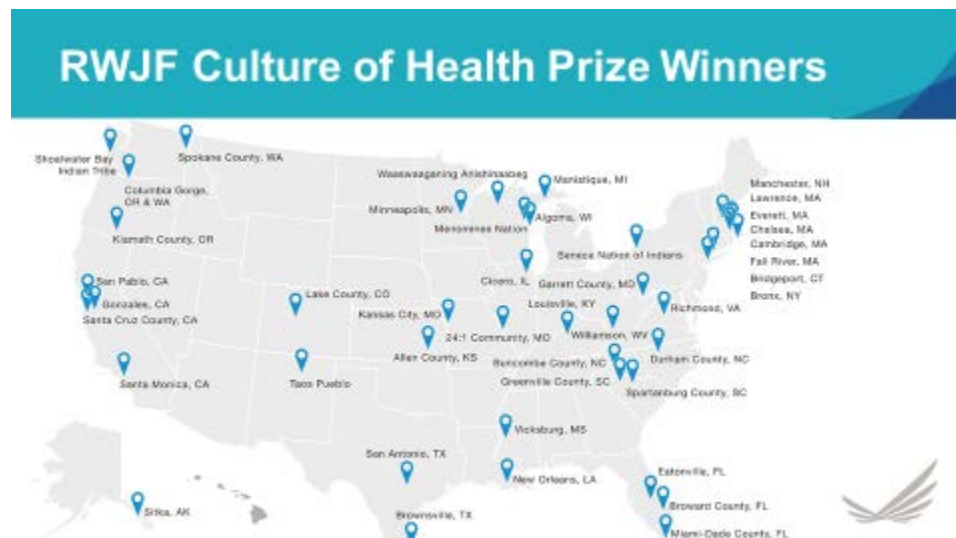 RWJF Culture of Health Prize Winners
Shoalwater Bay
Indian Tribe
Spokane County, WA
Columbia Gorge,
OR & WA
Klamath County, OR
San Pablo, CA
Gonzales, CA
Santa Cruz County, CA
Santa Monica, CA
Lake County, CO
Taos Pueblo
Waaswaaganing Anishinaabeg
Manistique, MI
Minneapolis, MN
Algoma, WI
Menominee Nation
Seneca Nation of Indians
Cicero, IL
Garrett County, MD
Louisville, KY
Kansas City, MO
Richmond, VA
24:1 Community, MO
Williamson, WV
Allen County, KS
Buncombe County, NC
Durham County, NC
Greenville County, SC
Spartanburg County, SC
Vicksburg, MS
San Antonio, TX
New Orleans, LA
Brownsville, TX
Eatonville, FL
Broward County, FL
Miami-Dade County, FL
Sitka, AK
Manchester, NH
Lawrence, MA
Everett, MA
Chelsea, MA
Cambridge, MA
Fall River, MA
Bridgeport, CT
Bronx, NY